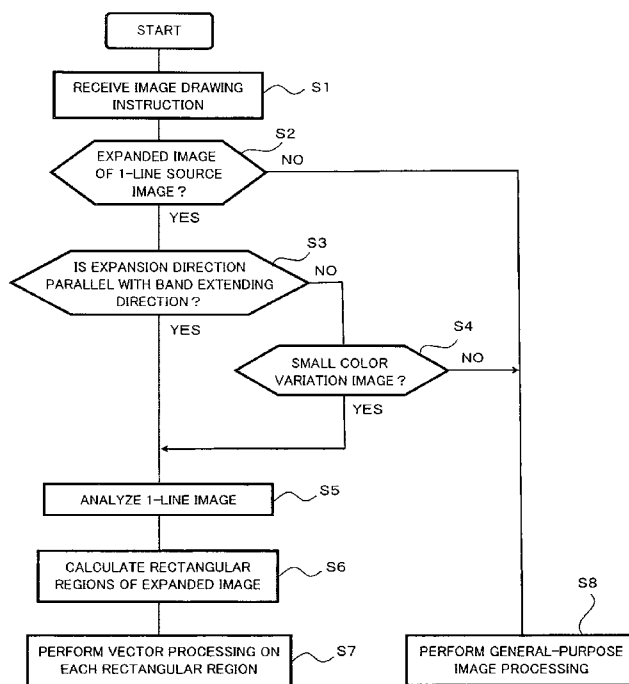 START
RECEIVE IMAGE DRAWING
INSTRUCTION
S1
S2
EXPANDED IMAGE
OF 1-LINE SOURCE
IMAGE?
NO
YES
S3
IS EXPANSION DIRECTION
PARALLEL WITH BAND EXTENDING
DIRECTION?
NO
YES
S4
SMALL COLOR
VARIATION IMAGE?
NO
YES
ANALYZE 1-LINE IMAGE
S5
CALCULATE RECTANGULAR
REGIONS OF EXPANDED IMAGE
S6
PERFORM VECTOR PROCESSING ON
EACH RECTANGULAR REGION
S7
S8
PERFORM GENERAL-PURPOSE
IMAGE PROCESSING